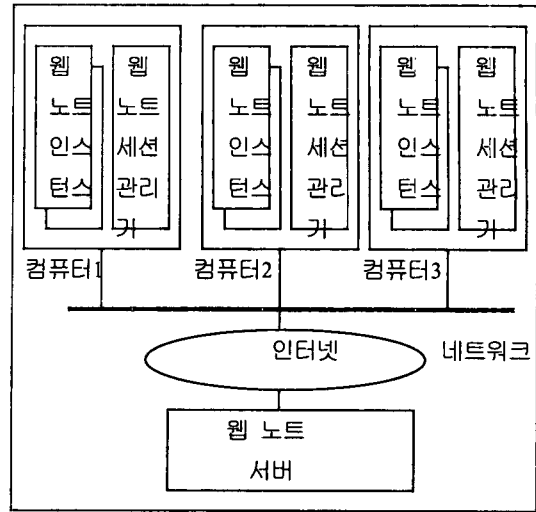 웹
노트
인스
턴스
웹
노트
세션
관리
기
웹
노트
인스
턴스
웹
노트
세션
관리
기
웹
노트
인스
턴스
웹
노트
세션
관리
기
컴퓨터1
컴퓨터2
컴퓨터3
인터넷
네트워크
웹 노트
서버